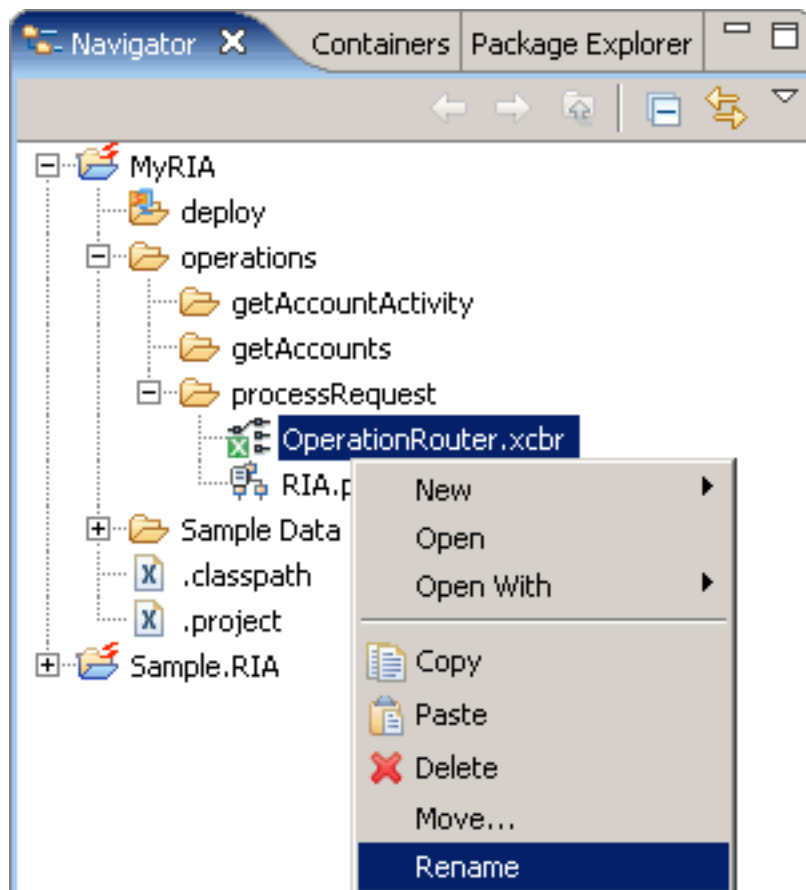 Navigator Containers Package Explorer
MyRIA
deploy
operations
getAccountActivity
getAccounts
processRequest
OperationRouter.xcbr
RIA.p
New
Sample Data
Open
.classpath
Open With
.project
Sample.RIA
Copy
Paste
Delete
Move...
Rename